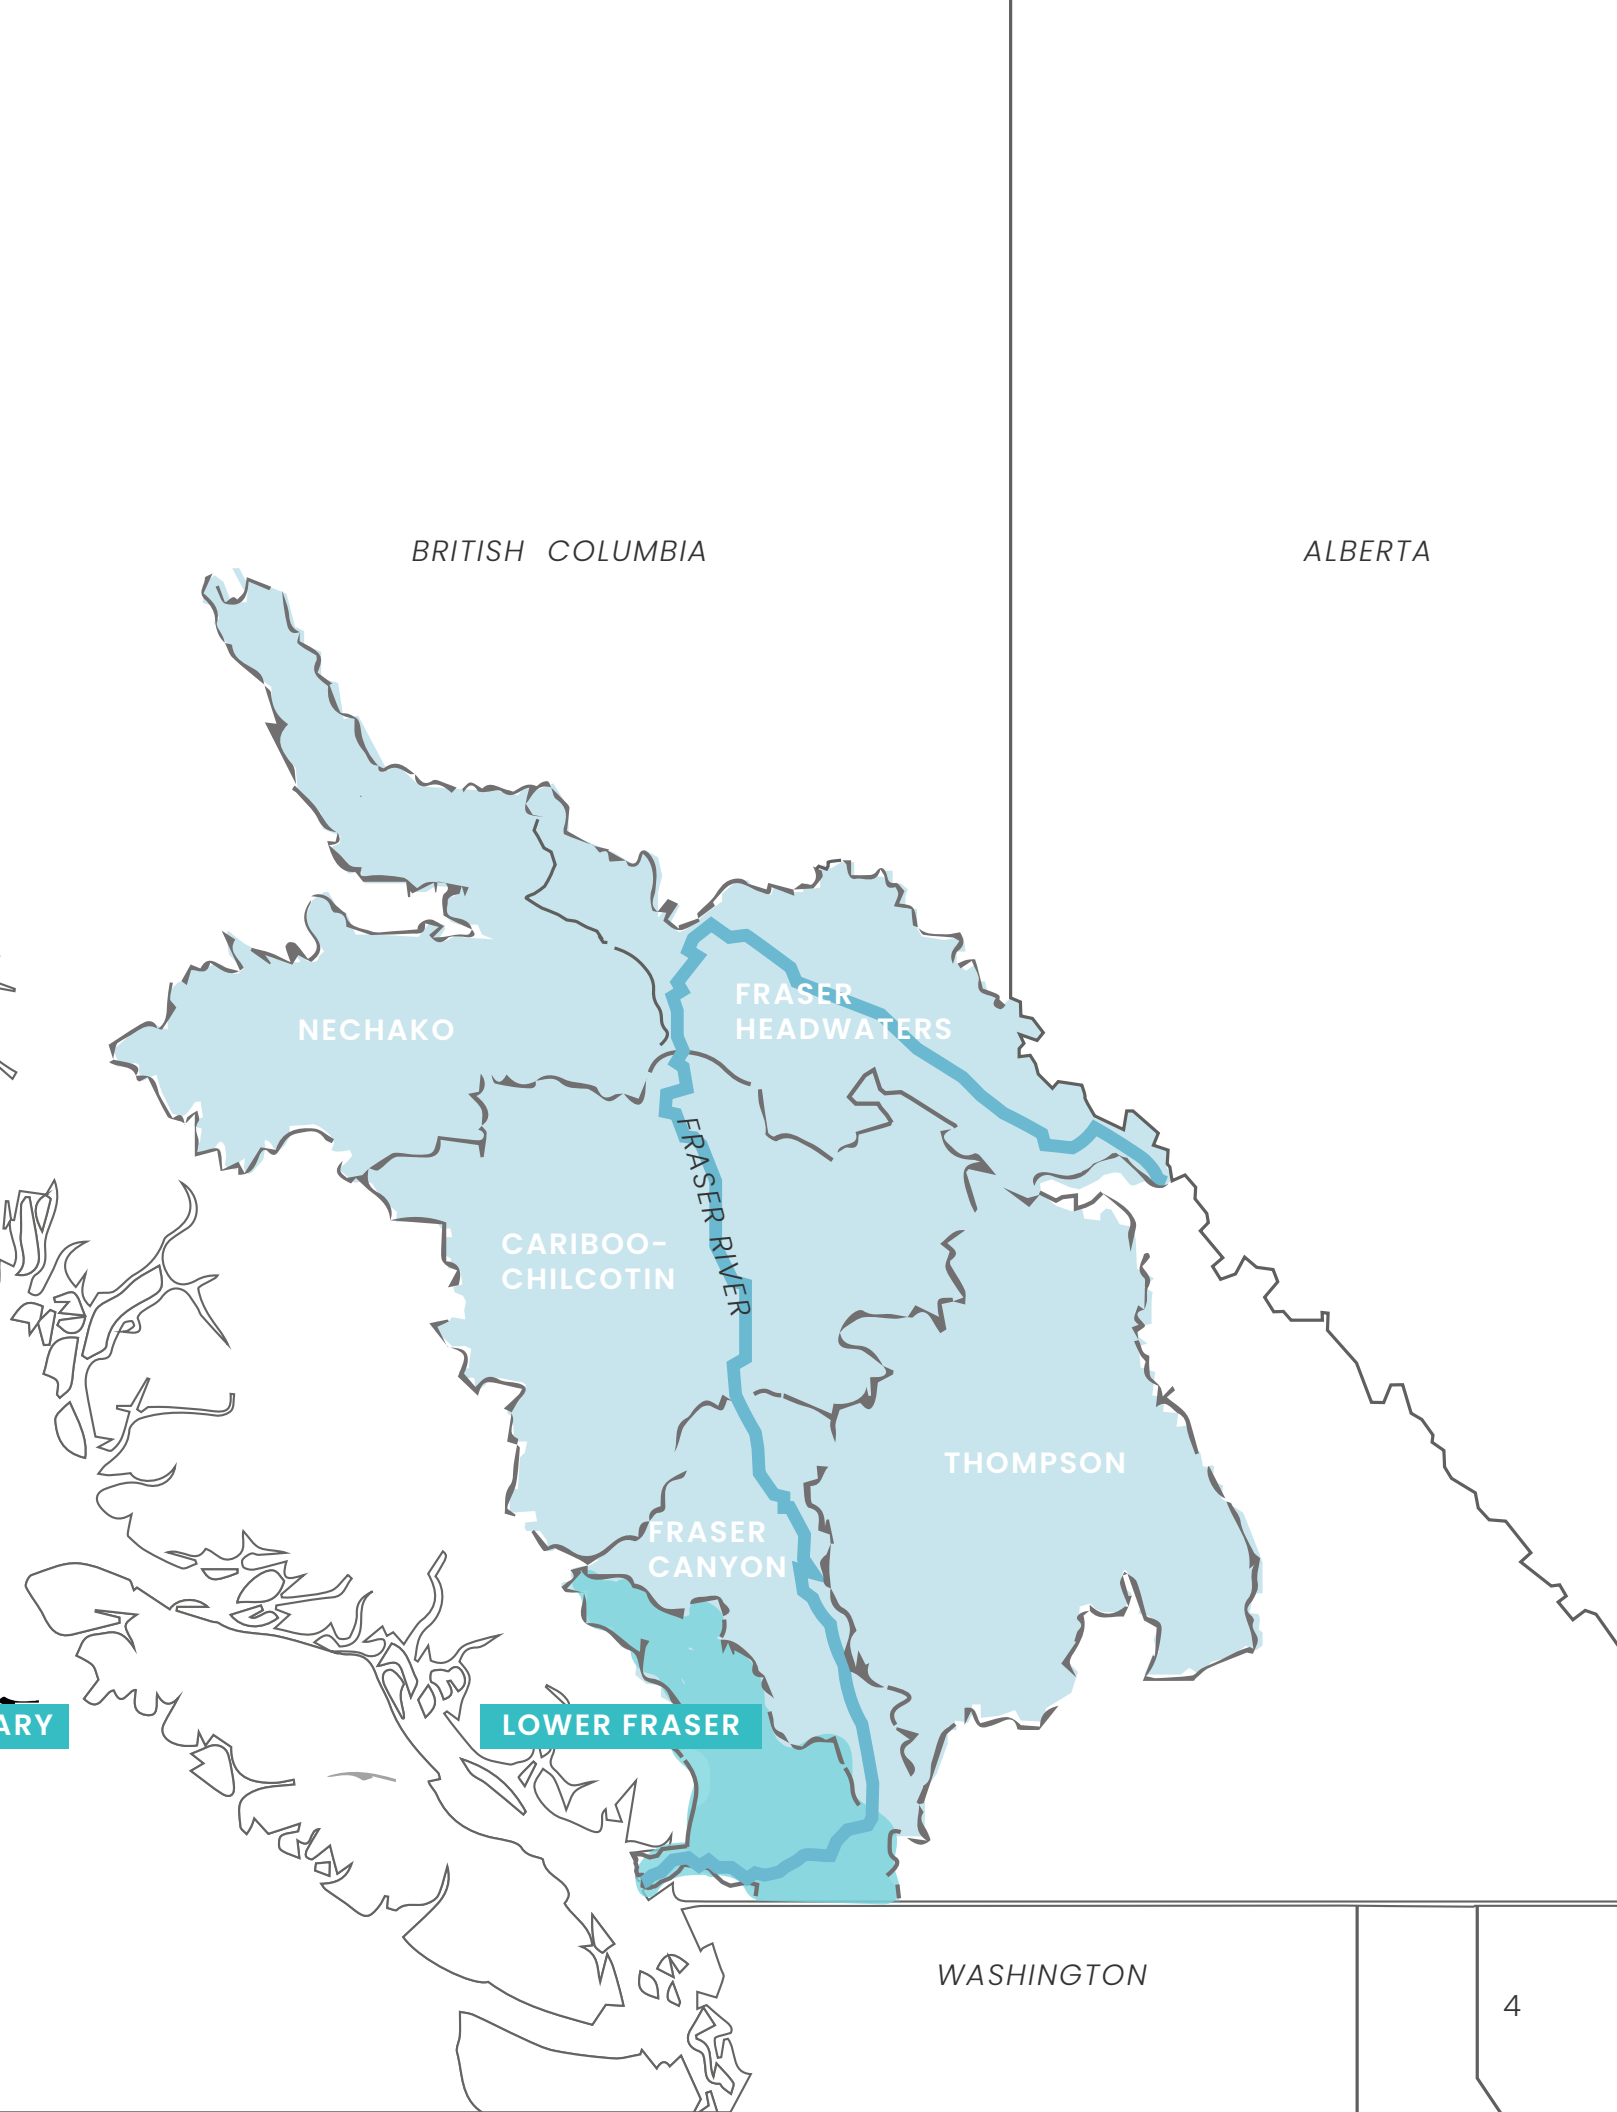 BRITISH COLUMBIA
ALBERTA
FRASER
HEADWATERS
NECHAKO
FRASER RIVER
CARIBOO-
CHILCOTIN
THOMPSON
FRASER
CANYON
ARY
LOWER FRASER
WASHINGTON
4